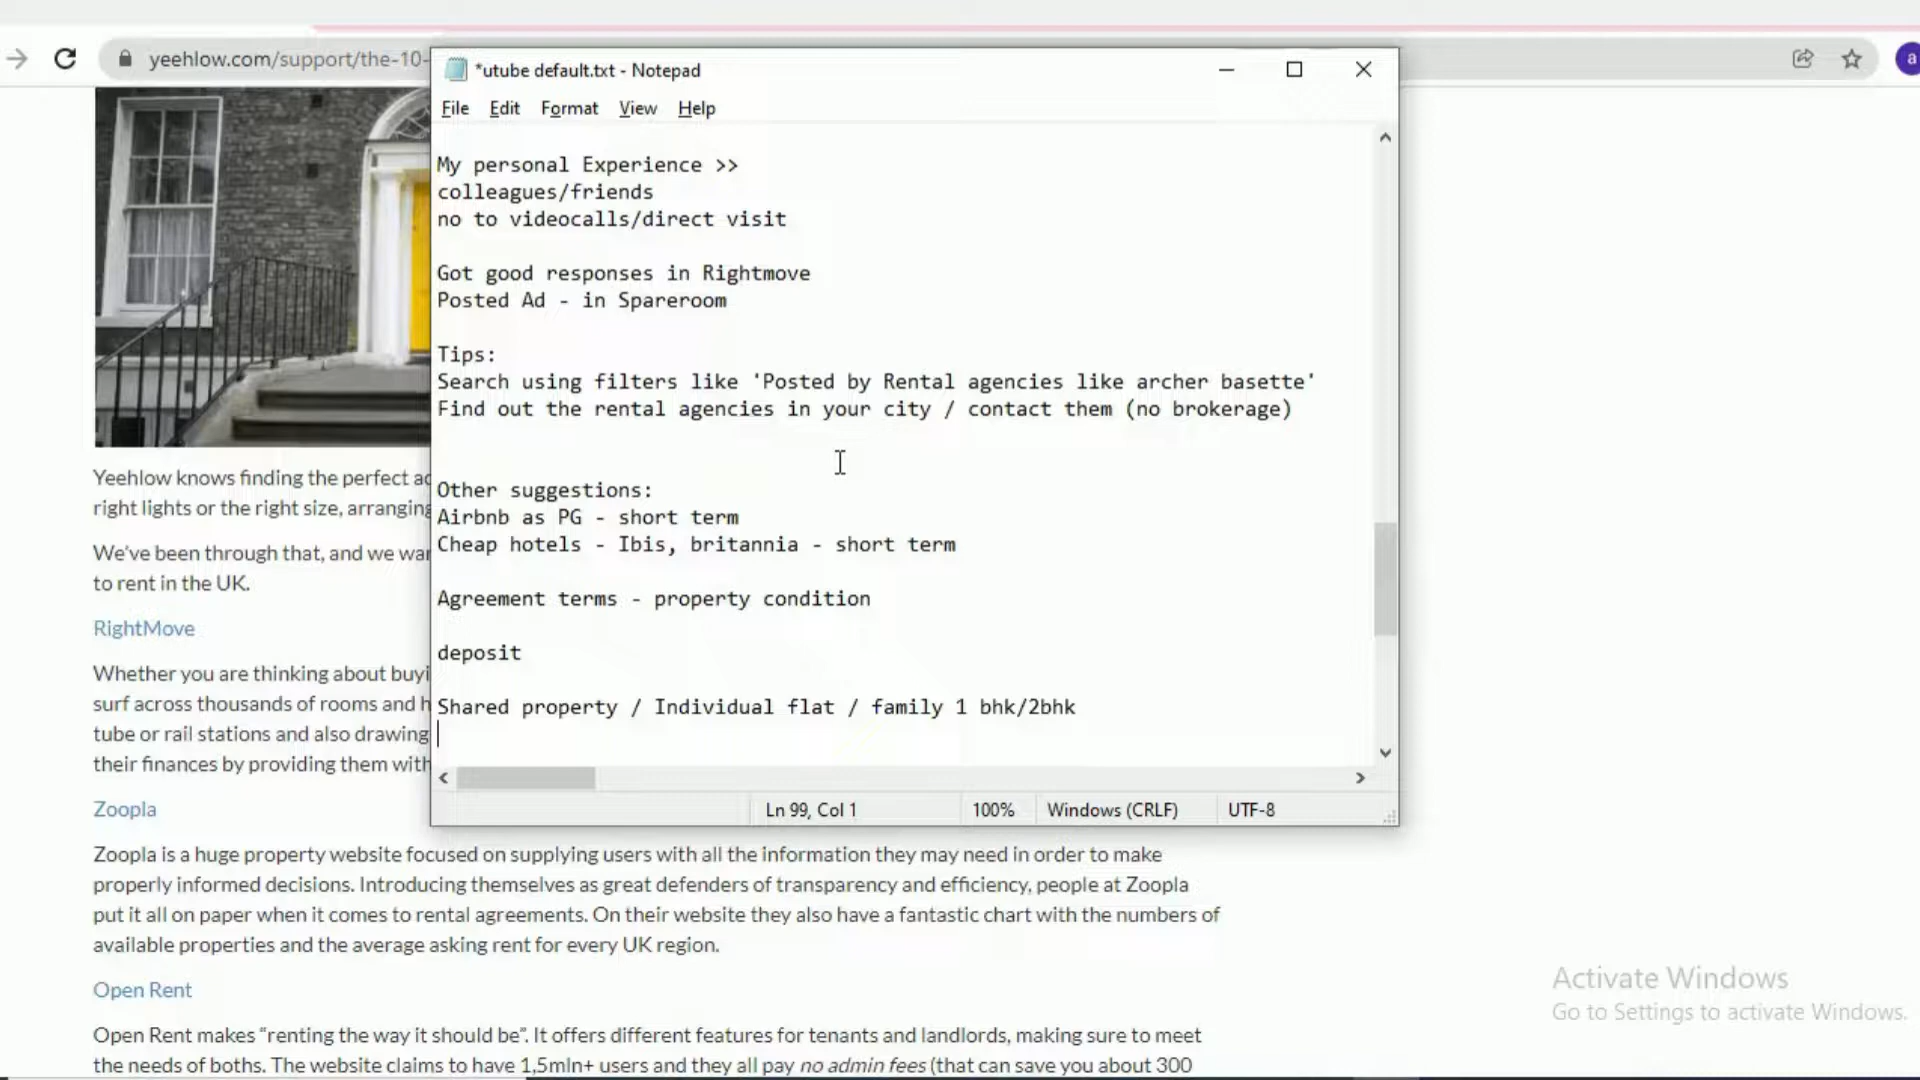 yeehlow.com/support/the-10-
a
*utube default.txt - Notepad
File Edit Format View Help
My personal Experience >>
colleagues/friends
no to videocalls/direct visit
Got good responses in Rightmove
Posted Ad - in Spareroom
Tips:
Search using filters like 'Posted by Rental agencies like archer basette'
Find out the rental agencies in your city / contact them (no brokerage)
Other suggestions:
Airbnb as PG - short term
Cheap hotels - Ibis, britannia - short term
Agreement terms - property condition
deposit
Shared property / Individual flat / family 1 bhk/2bhk
Ln 99, Col 1 100% Windows (CRLF) UTF-8
Yeehlow knows finding the perfect
right lights or the right size, arranging
We've been through that, and we
to rent in the UK.
RightMove
Whether you are thinking about
surf across thousands of rooms and
tube or rail stations and also drawing
their finances by providing them with
Zoopla
Zoopla is a huge property website focused on supplying users with all the information they may need in order to make
properly informed decisions. Introducing themselves as great defenders of transparency and efficiency, people at Zoopla
put it all on paper when it comes to rental agreements. On their website they also have a fantastic chart with the numbers of
available properties and the average asking rent for every UK region.
Open Rent
Open Rent makes “renting the way it should be”. It offers different features for tenants and landlords, making sure to meet
the needs of boths. The website claims to have 1,5mln+ users and they all pay no admin fees (that can save you about 300
Activate Windows
Go to Settings to activate Windows.